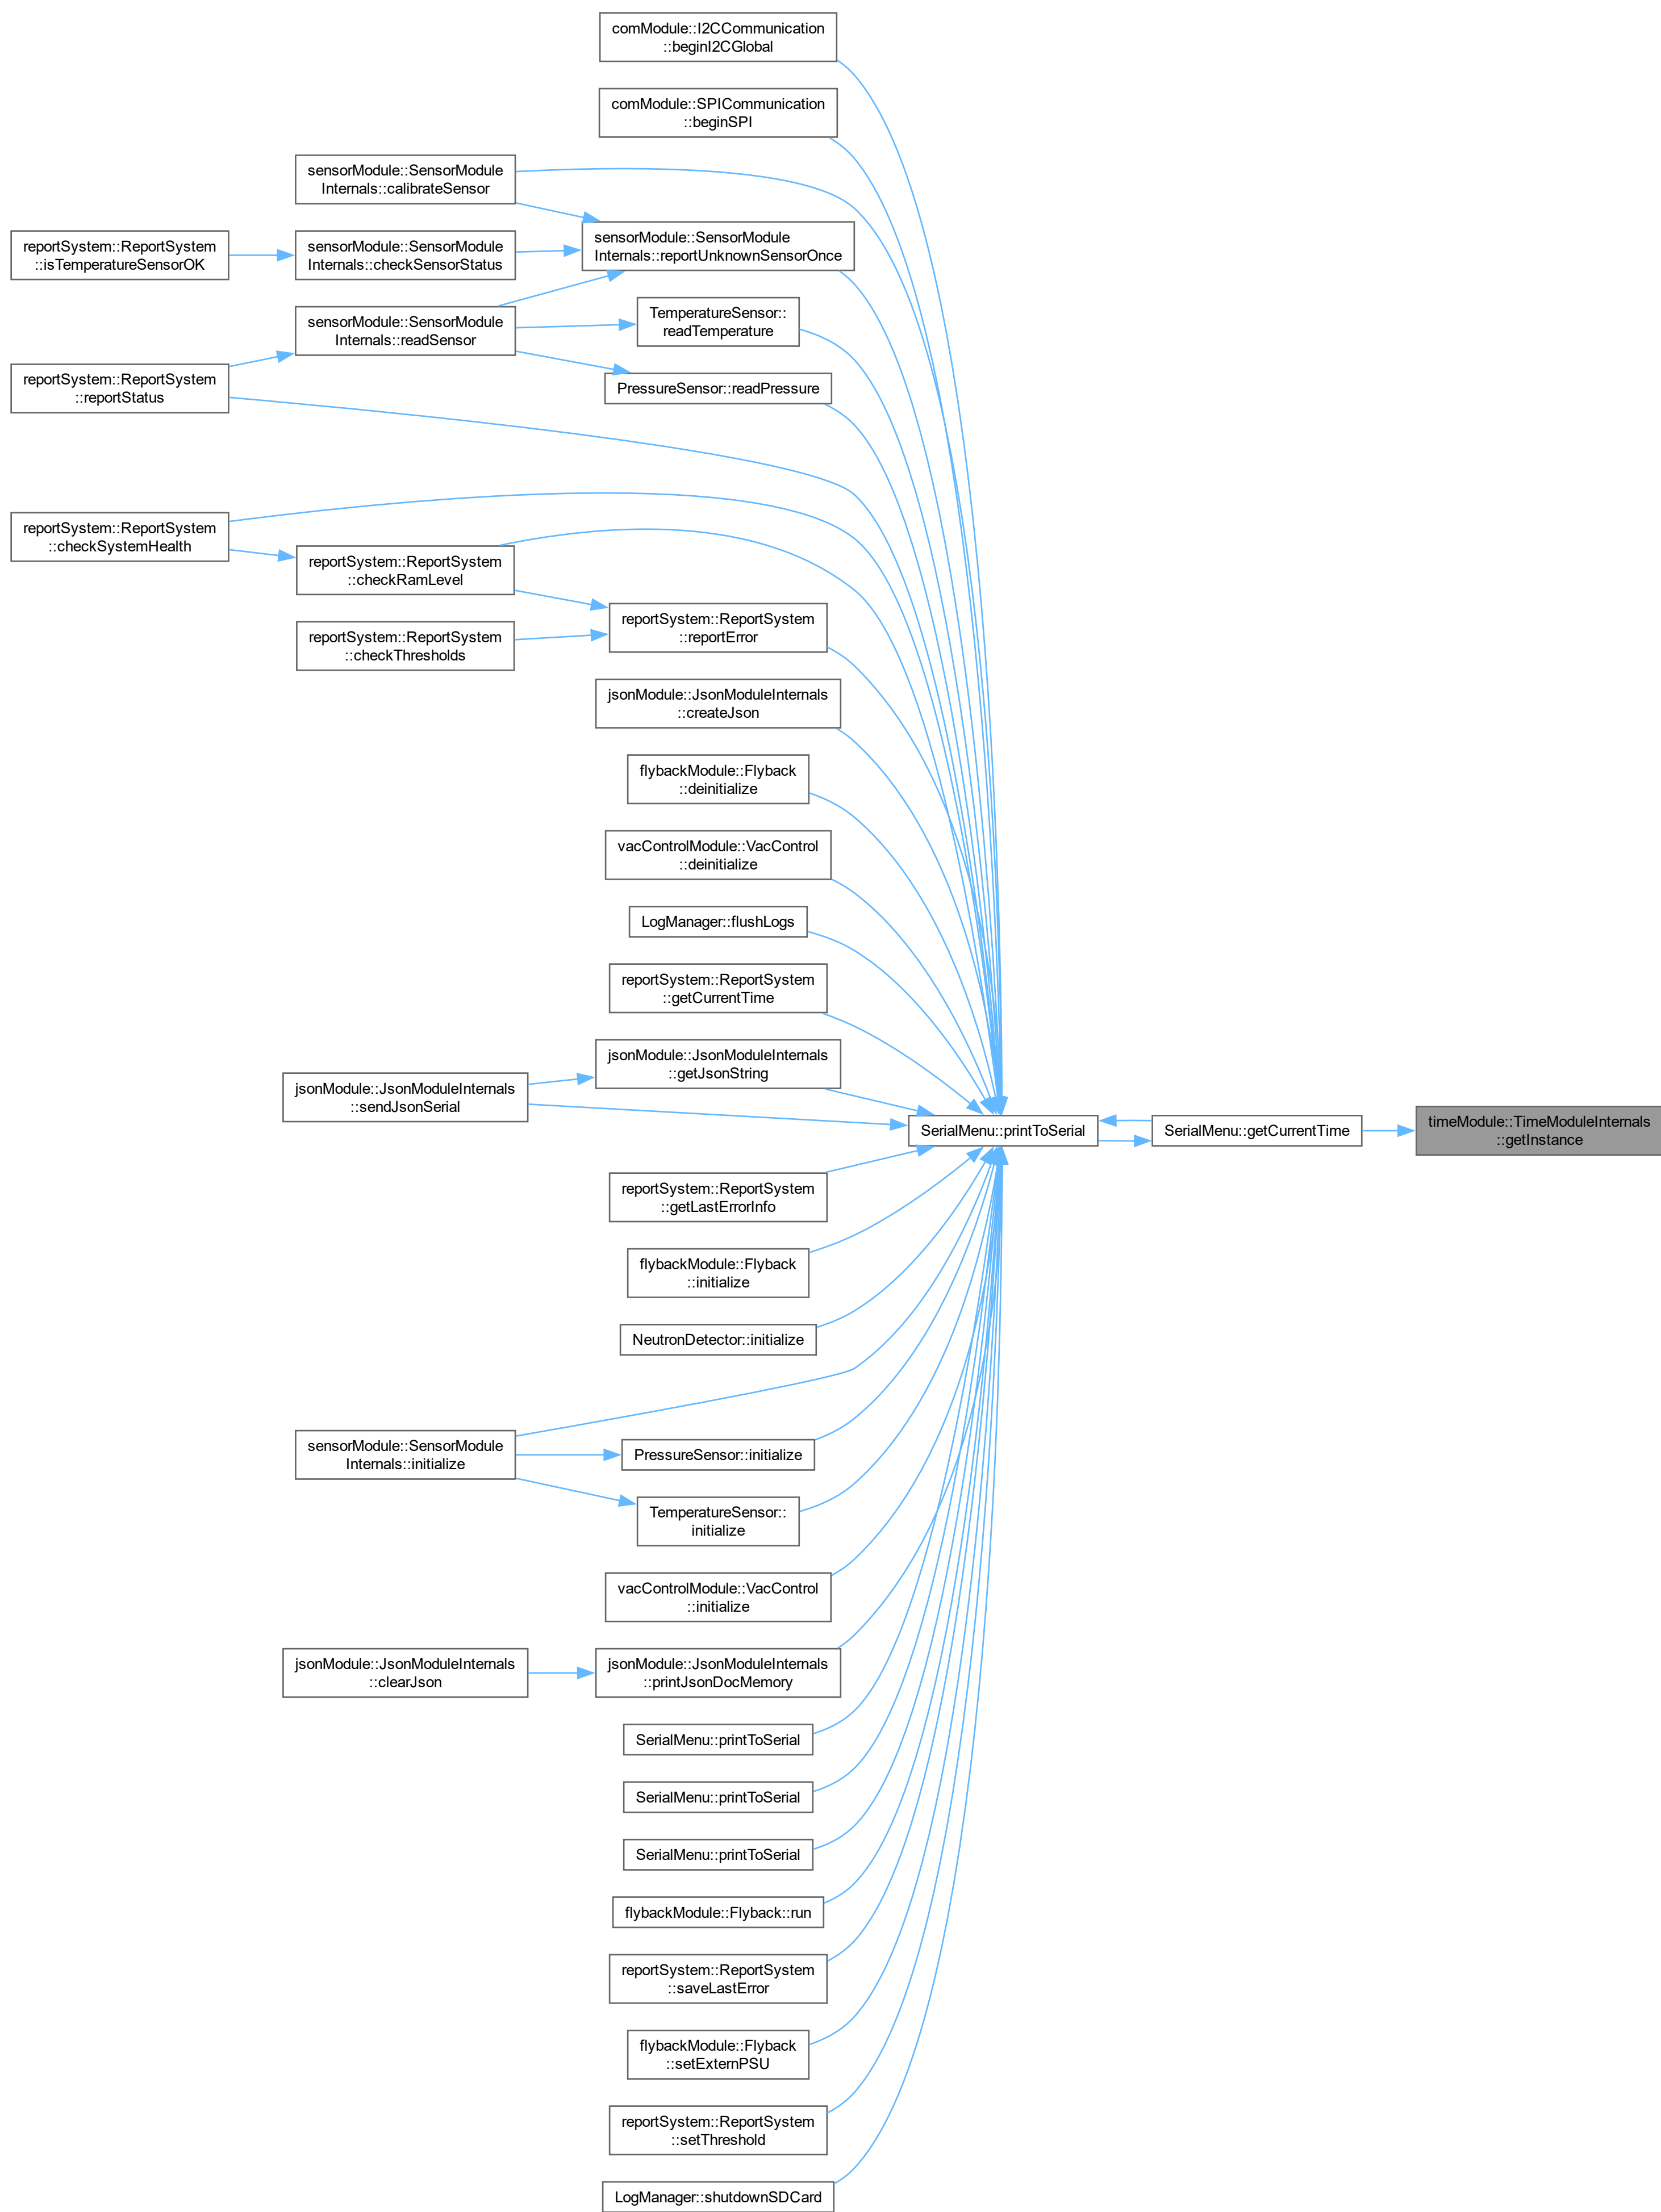 comModule::I2CCommunication
::beginI2CGlobal
comModule::SPICommunication
::beginSPI
sensorModule::SensorModule
Internals::calibrateSensor
sensorModule::SensorModule
Internals::reportUnknownSensorOnce
reportSystem::ReportSystem
::isTemperatureSensorOK
sensorModule::SensorModule
Internals::checkSensorStatus
TemperatureSensor::
readTemperature
sensorModule::SensorModule
Internals::readSensor
reportSystem::ReportSystem
::reportStatus
PressureSensor::readPressure
reportSystem::ReportSystem
::checkSystemHealth
reportSystem::ReportSystem
::checkRamLevel
reportSystem::ReportSystem
::reportError
reportSystem::ReportSystem
::checkThresholds
jsonModule::JsonModuleInternals
::createJson
flybackModule::Flyback
::deinitialize
vacControlModule::VacControl
::deinitialize
LogManager::flushLogs
reportSystem::ReportSystem
::getCurrentTime
jsonModule::JsonModuleInternals
::getJsonString
jsonModule::JsonModuleInternals
::sendJsonSerial
SerialMenu::printToSerial
SerialMenu::getCurrentTime
timeModule::TimeModuleInternals
::getInstance
reportSystem::ReportSystem
::getLastErrorInfo
flybackModule::Flyback
::initialize
NeutronDetector::initialize
sensorModule::SensorModule
Internals::initialize
PressureSensor::initialize
TemperatureSensor::
initialize
vacControlModule::VacControl
::initialize
jsonModule::JsonModuleInternals
::clearJson
jsonModule::JsonModuleInternals
::printJsonDocMemory
SerialMenu::printToSerial
SerialMenu::printToSerial
SerialMenu::printToSerial
flybackModule::Flyback::run
reportSystem::ReportSystem
::saveLastError
flybackModule::Flyback
::setExternPSU
reportSystem::ReportSystem
::setThreshold
LogManager::shutdownSDCard